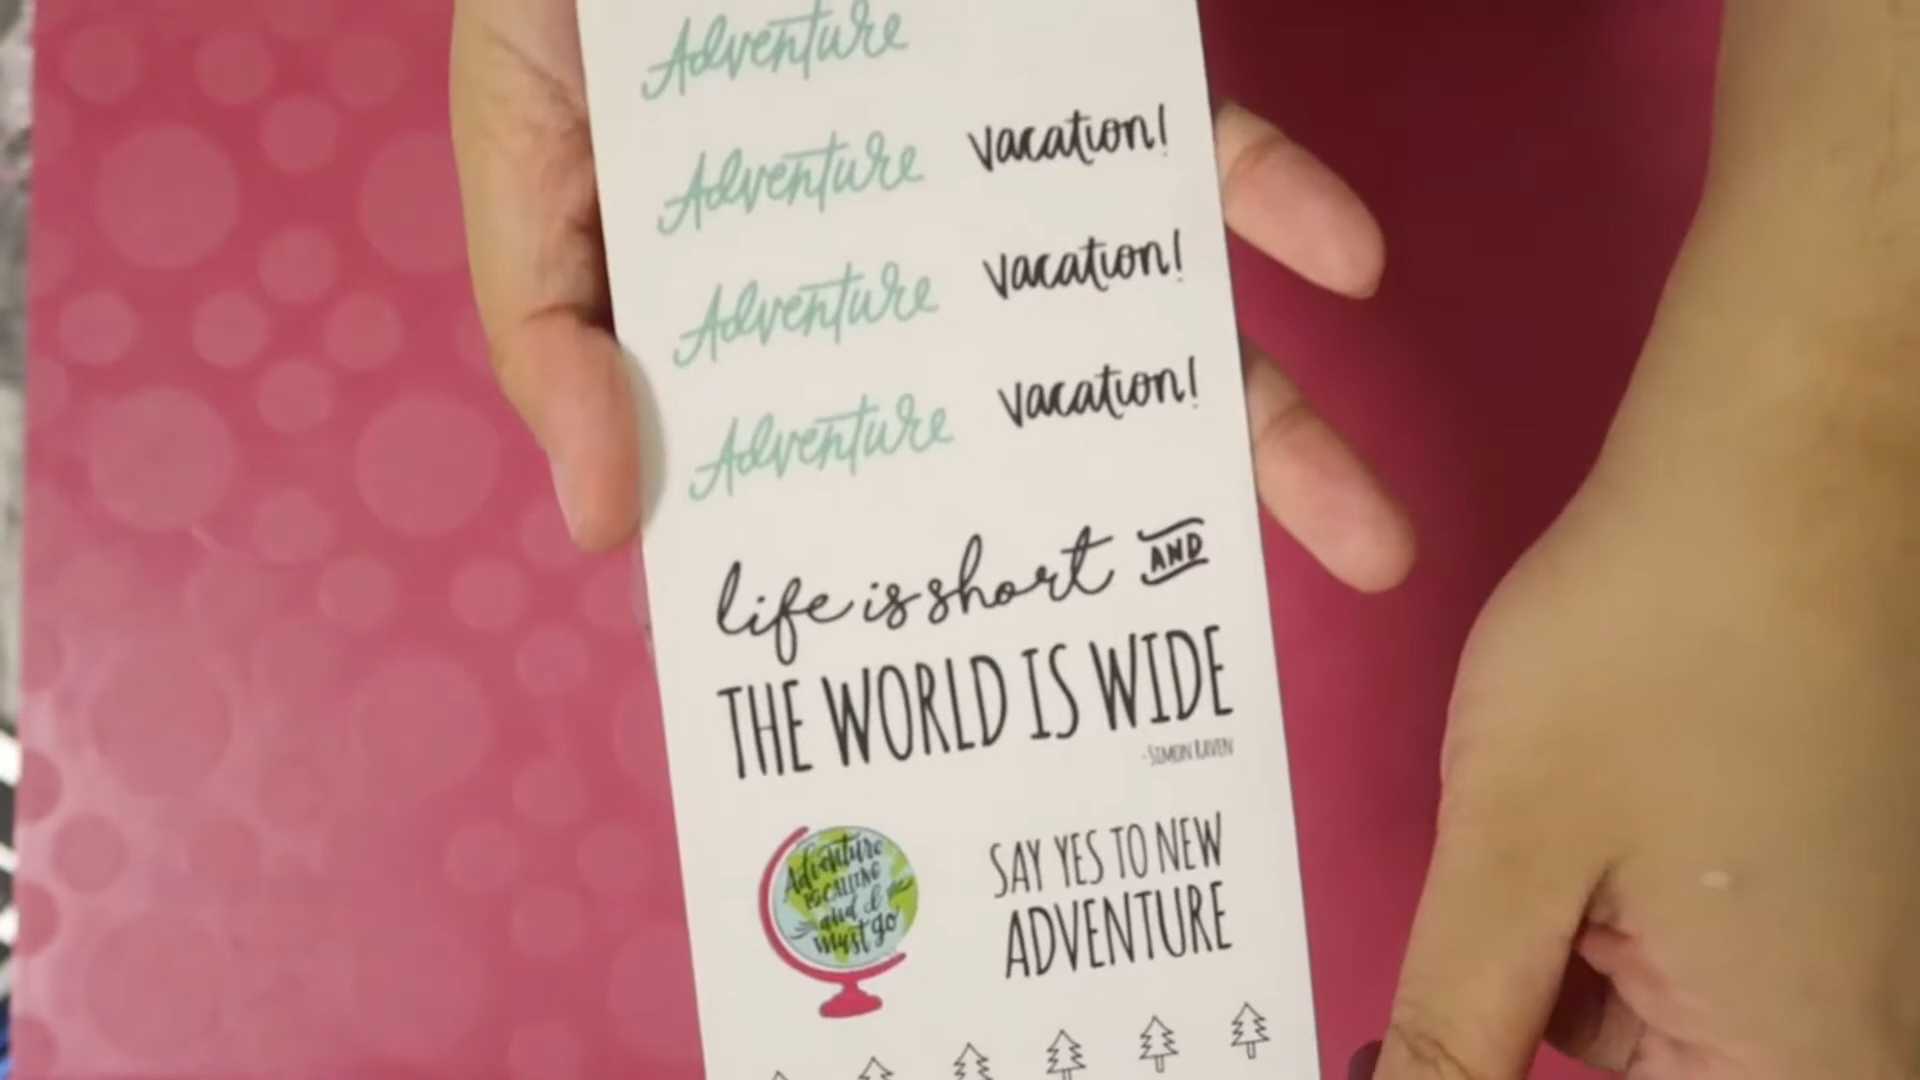 Adventure
Adventure vacation!
Adventure vacation!
Adventure vacation!
life is short AND
THE WORLD IS WIDE
- SIMON RAVEN
Adventure
IS CALLING
and I
must go
SAY YES TO NEW
ADVENTURE